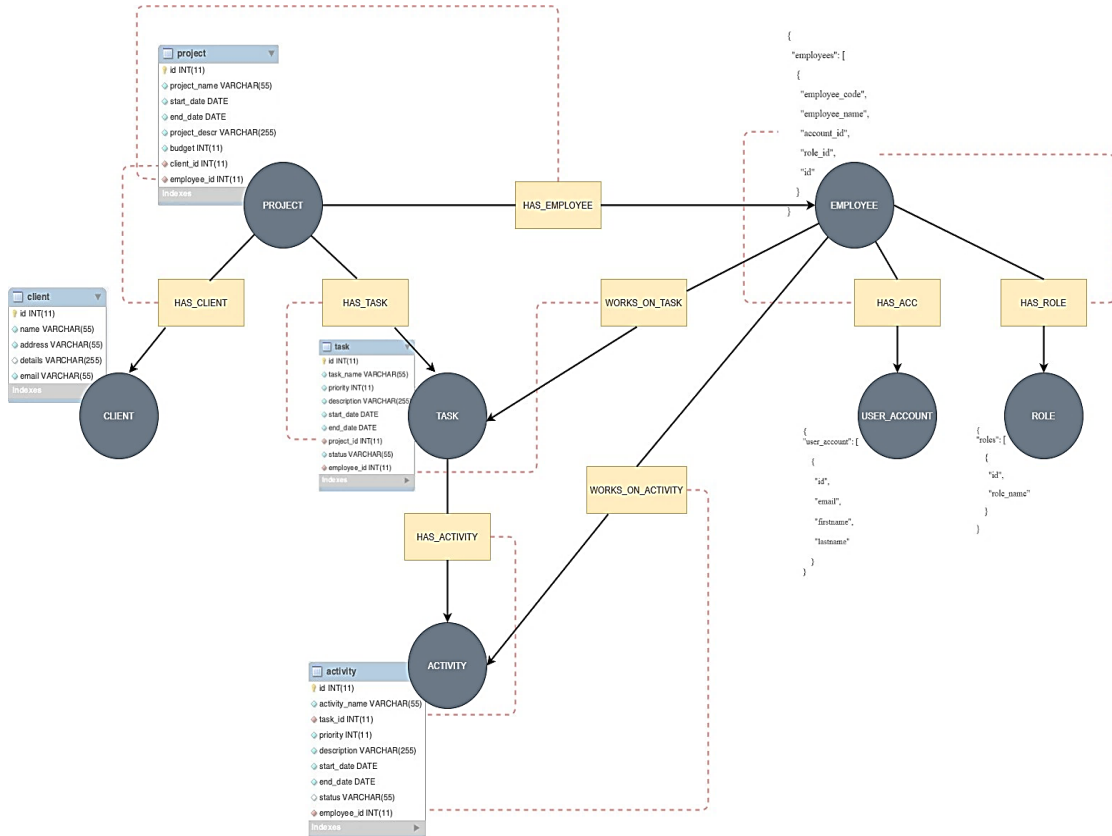 project
id INT(11)
project_name VARCHAR(55)
start_date DATE
end_date DATE
project_descr VARCHAR(255)
budget INT(11)
client_id INT(11)
employee_id INT(11)
Indexes
PROJECT
HAS_EMPLOYEE
{
"employees": [
{
"employee_code",
"employee_name",
"account_id",
"role_id",
"id"
}
}
EMPLOYEE
HAS_CLIENT
HAS_TASK
WORKS_ON_TASK
HAS_ACC
HAS_ROLE
client
id INT(11)
name VARCHAR(55)
address VARCHAR(55)
details VARCHAR(255)
email VARCHAR(55)
Indexes
CLIENT
task
id INT(11)
task_name VARCHAR(55)
priority INT(11)
description VARCHAR(255
start_date DATE
end_date DATE
project_id INT(11)
status VARCHAR(55)
employee_id INT(11)
Indexes
TASK
USER_ACCOUNT
{
"user_account": [
{
"id",
"email",
"firstname",
"lastname"
}
}
ROLE
{
"roles": [
{
"id",
"role_name"
}
}
WORKS_ON_ACTIVITY
HAS_ACTIVITY
ACTIVITY
activity
id INT(11)
activity_name VARCHAR(55)
task_id INT(11)
priority INT(11)
description VARCHAR(255)
start_date DATE
end_date DATE
status VARCHAR(55)
employee_id INT(11)
Indexes